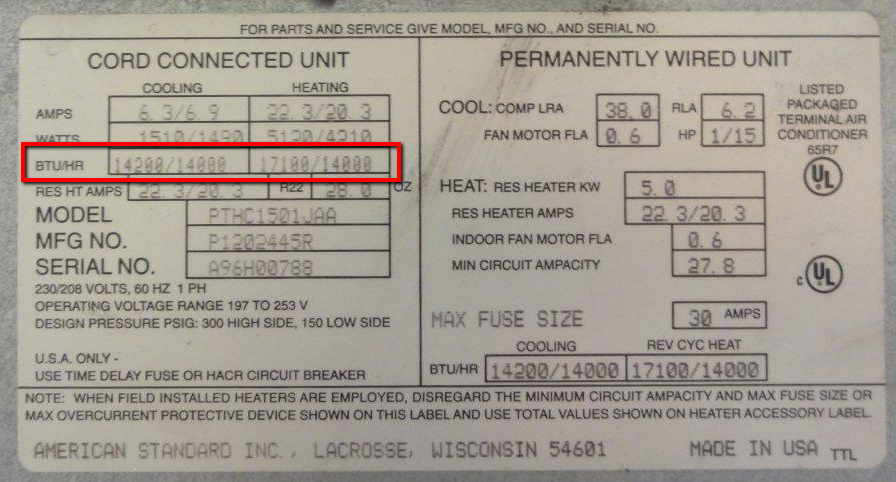 FOR PARTS AND SERVICE GIVE MODEL, MFG NO., AND SERIAL NO.
CORD CONNECTED UNIT
COOLING HEATING
AMPS 6.3/6.9 22.3/20.3
WATTS 1510/1490 5120/4210
BTU/HR 14200/14000 17100/14000
RES HT AMPS 22.3/20.3 R22 28.0 OZ
MODEL PTHC1501JAA
MFG NO. P1202445R
SERIAL NO. A96H00788
230/208 VOLTS, 60 HZ 1 PH
OPERATING VOLTAGE RANGE 197 TO 253 V
DESIGN PRESSURE PSIG: 300 HIGH SIDE, 150 LOW SIDE
U.S.A. ONLY -
USE TIME DELAY FUSE OR HACR CIRCUIT BREAKER
PERMANENTLY WIRED UNIT
COOL: COMP LRA 38.0 RLA 6.2
FAN MOTOR FLA 0.6 HP 1/15
HEAT: RES HEATER KW 5.0
RES HEATER AMPS 22.3/20.3
INDOOR FAN MOTOR FLA 0.6
MIN CIRCUIT AMPACITY 27.8
MAX FUSE SIZE 30 AMPS
COOLING REV CYC HEAT
BTU/HR 14200/14000 17100/14000
LISTED
PACKAGED
TERMINAL AIR
CONDITIONER
65R7
UL
c UL
NOTE: WHEN FIELD INSTALLED HEATERS ARE EMPLOYED, DISREGARD THE MINIMUM CIRCUIT AMPACITY AND MAX FUSE SIZE OR
MAX OVERCURRENT PROTECTIVE DEVICE SHOWN ON THIS LABEL AND USE TOTAL VALUES SHOWN ON HEATER ACCESSORY LABEL.
AMERICAN STANDARD INC., LACROSSE, WISCONSIN 54601 MADE IN USA TTL